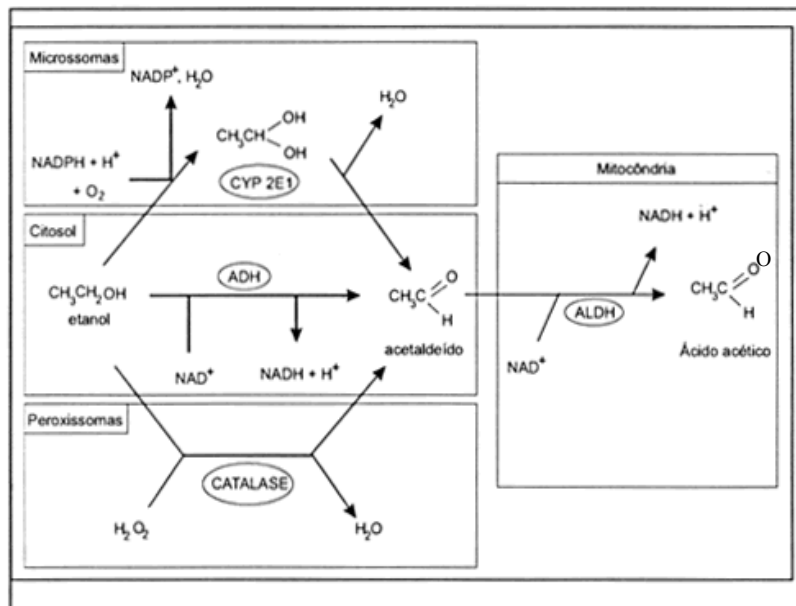 Microssomas
NADP⁺, H₂O
NADPH + H⁺
+ O₂
CH₃CH
OH
OH
CYP 2E1
H₂O
Citosol
CH₃CH₂OH
etanol
ADH
NAD⁺
NADH + H⁺
CH₃C
O
H
acetaldeído
Peroxissomas
H₂O₂
CATALASE
H₂O
Mitocôndria
NADH + H⁺
ALDH
NAD⁺
CH₃C
O
O
H
Ácido acético